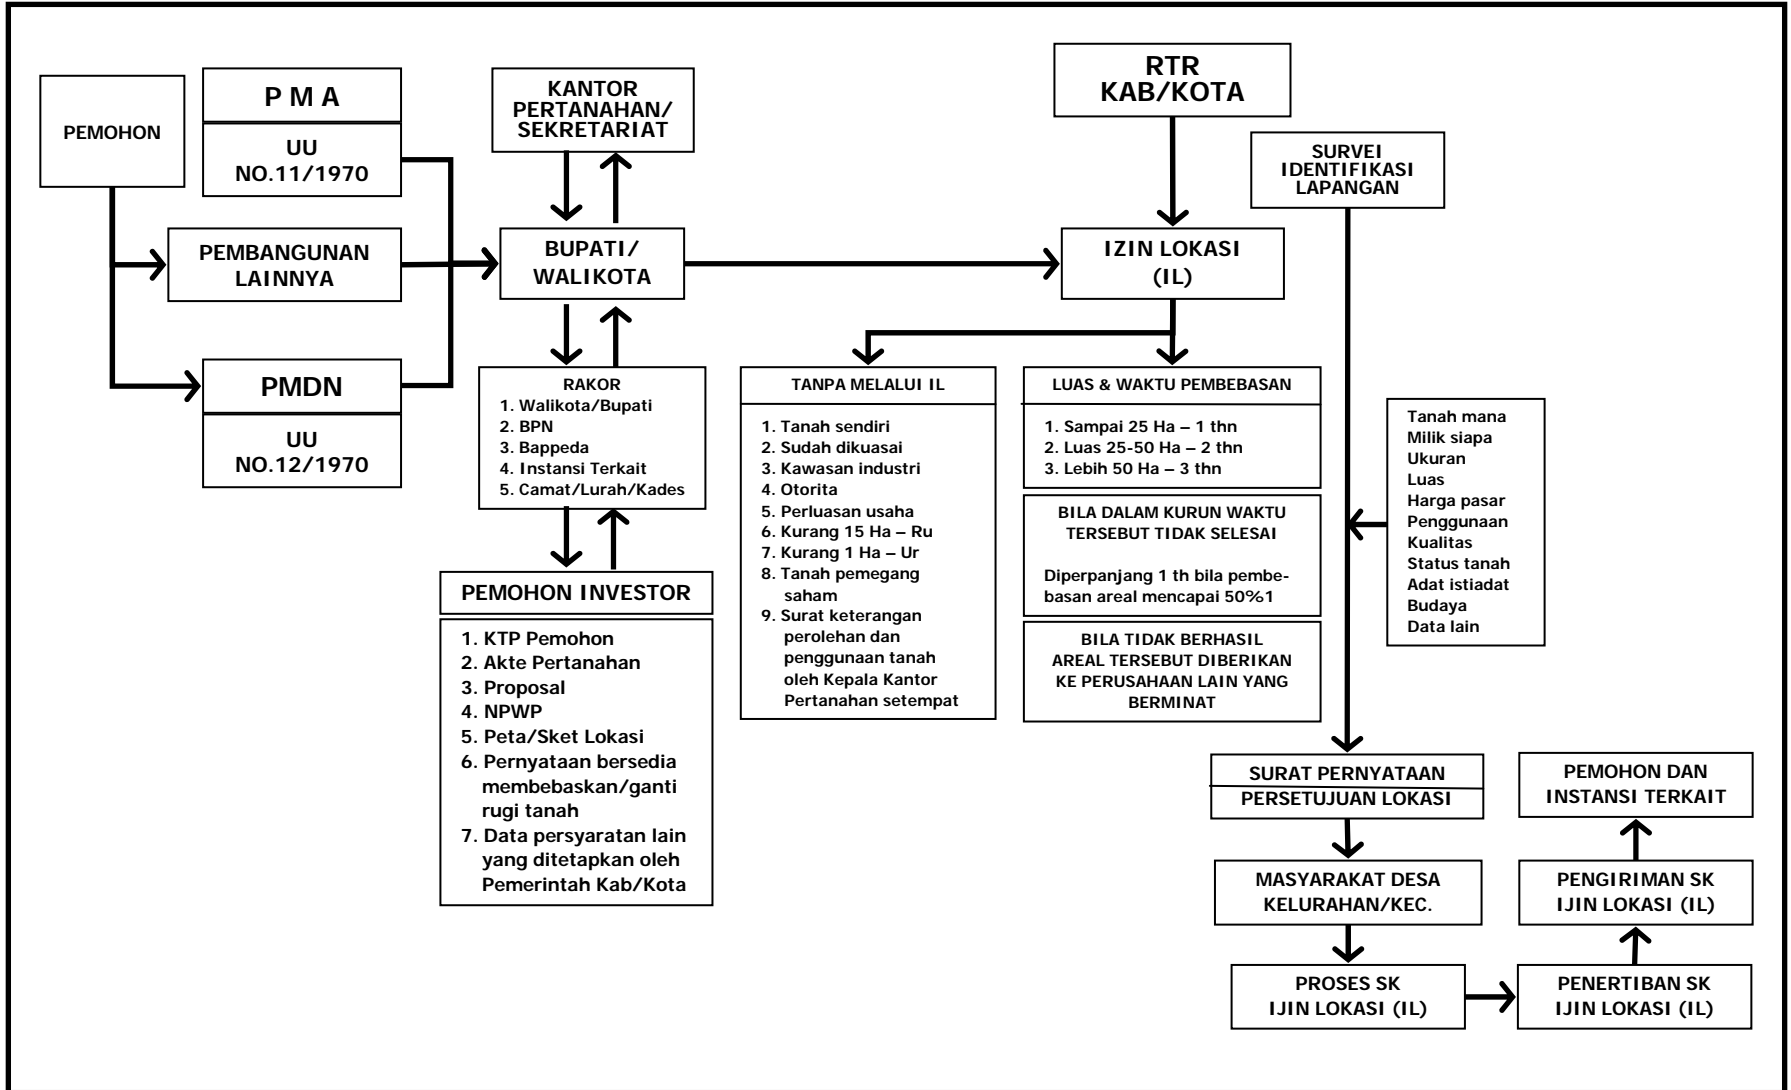 PEMOHON
P M A
UU
NO.11/1970
PEMBANGUNAN
LAINNYA
PMDN
UU
NO.12/1970
KANTOR
PERTANAHAN/
SEKRETARIAT
BUPATI/
WALIKOTA
RAKOR
1. Walikota/Bupati
2. BPN
3. Bappeda
4. Instansi Terkait
5. Camat/Lurah/Kades
PEMOHON INVESTOR
1. KTP Pemohon
2. Akte Pertanahan
3. Proposal
4. NPWP
5. Peta/Sket Lokasi
6. Pernyataan bersedia
membebaskan/ganti
rugi tanah
7. Data persyaratan lain
yang ditetapkan oleh
Pemerintah Kab/Kota
RTR
KAB/KOTA
IZIN LOKASI
(IL)
TANPA MELALUI IL
1. Tanah sendiri
2. Sudah dikuasai
3. Kawasan industri
4. Otorita
5. Perluasan usaha
6. Kurang 15 Ha – Ru
7. Kurang 1 Ha – Ur
8. Tanah pemegang
saham
9. Surat keterangan
perolehan dan
penggunaan tanah
oleh Kepala Kantor
Pertanahan setempat
LUAS & WAKTU PEMBEBASAN
1. Sampai 25 Ha – 1 thn
2. Luas 25-50 Ha – 2 thn
3. Lebih 50 Ha – 3 thn
BILA DALAM KURUN WAKTU
TERSEBUT TIDAK SELESAI
Diperpanjang 1 th bila pembe-
basan areal mencapai 50%1
BILA TIDAK BERHASIL
AREAL TERSEBUT DIBERIKAN
KE PERUSAHAAN LAIN YANG
BERMINAT
SURVEI
IDENTIFIKASI
LAPANGAN
Tanah mana
Milik siapa
Ukuran
Luas
Harga pasar
Penggunaan
Kualitas
Status tanah
Adat istiadat
Budaya
Data lain
SURAT PERNYATAAN
PERSETUJUAN LOKASI
MASYARAKAT DESA
KELURAHAN/KEC.
PROSES SK
IJIN LOKASI (IL)
PENERTIBAN SK
IJIN LOKASI (IL)
PENGIRIMAN SK
IJIN LOKASI (IL)
PEMOHON DAN
INSTANSI TERKAIT